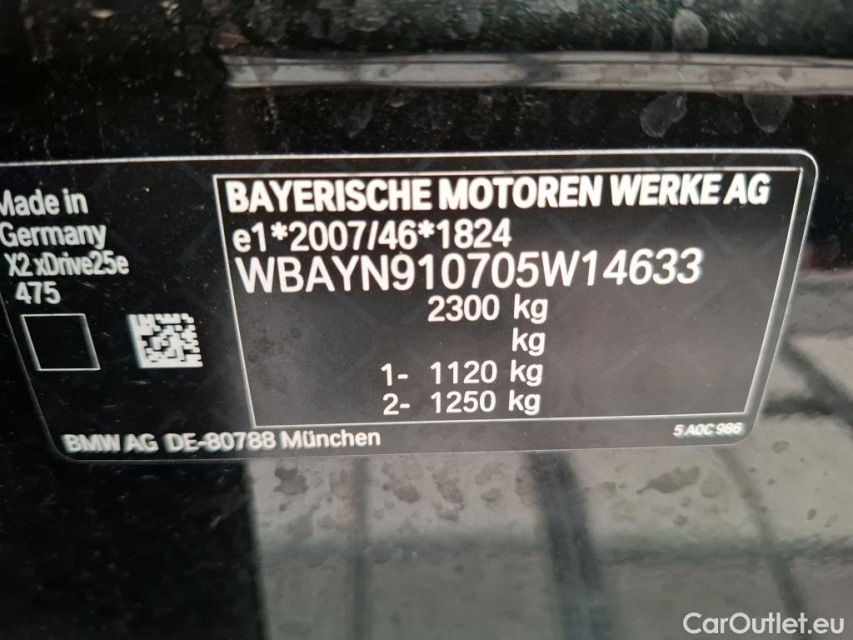 Made in
Germany
X2 xDrive25e
475
BAYERISCHE MOTOREN WERKE AG
e1*2007/46*1824
WBAYN910705W14633
2300 kg
kg
1- 1120 kg
2- 1250 kg
BMW AG DE-80788 München
5 A0C 986
CarOutlet.eu